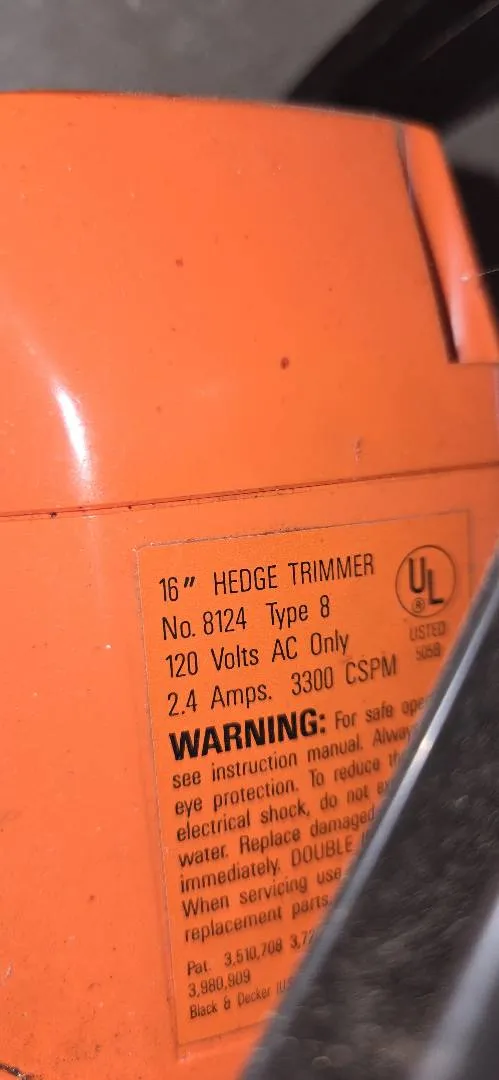 16" HEDGE TRIMMER
No. 8124 Type 8
120 Volts AC Only
2.4 Amps. 3300 CSPM
UL
®
LISTED
WARNING: For safe
see instruction manual.
eye protection. To reduce
electrical shock, do not
water. Replace damaged
immediately. DOUBLE
When servicing use
replacement parts.
Pat. 3,510,708
3,980,909
Black & Decker